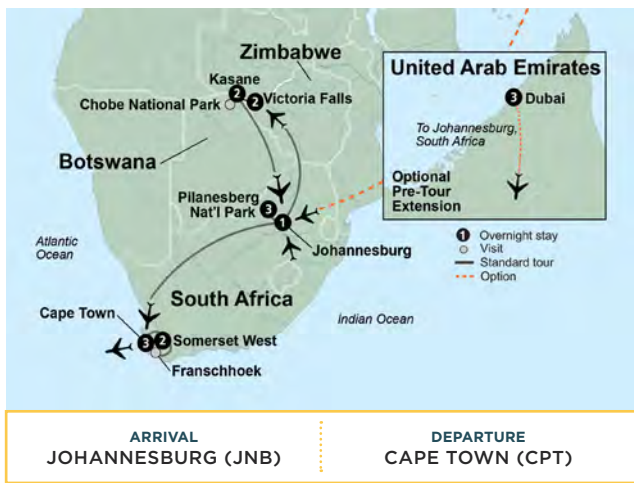 Zimbabwe
Kasane
2
2
Victoria Falls
Chobe National Park
Botswana
Pilanesberg
Nat'l Park
3
1
Johannesburg
Atlantic
Ocean
South Africa
Cape Town
3
2
Somerset West
Franschhoek
Indian Ocean
United Arab Emirates
3
Dubai
To Johannesburg,
South Africa
Optional
Pre-Tour
Extension
1 Overnight stay
Visit
Standard tour
Option
ARRIVAL
JOHANNESBURG (JNB)
DEPARTURE
CAPE TOWN (CPT)